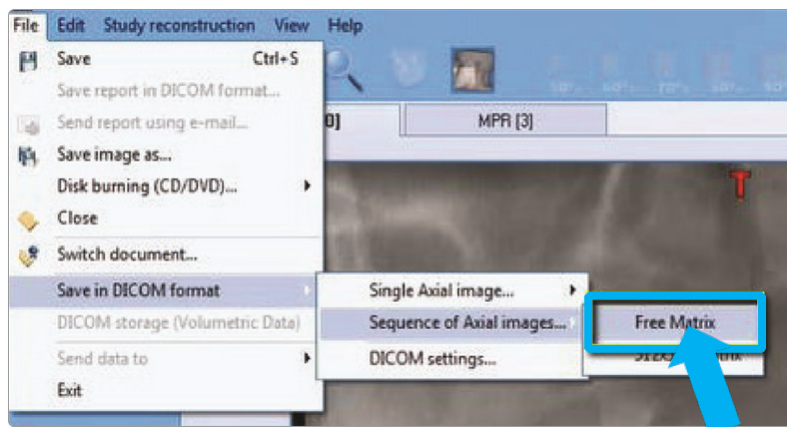 File Edit Study reconstruction View Help
Save Ctrl+S
Save report in DICOM format...
Send report using e-mail...
Save image as...
Disk burning (CD/DVD)...
Close
Switch document...
Save in DICOM format
DICOM storage (Volumetric Data)
Send data to
Exit
MPR [3]
T
Single Axial image...
Sequence of Axial images...
DICOM settings...
Free Matrix